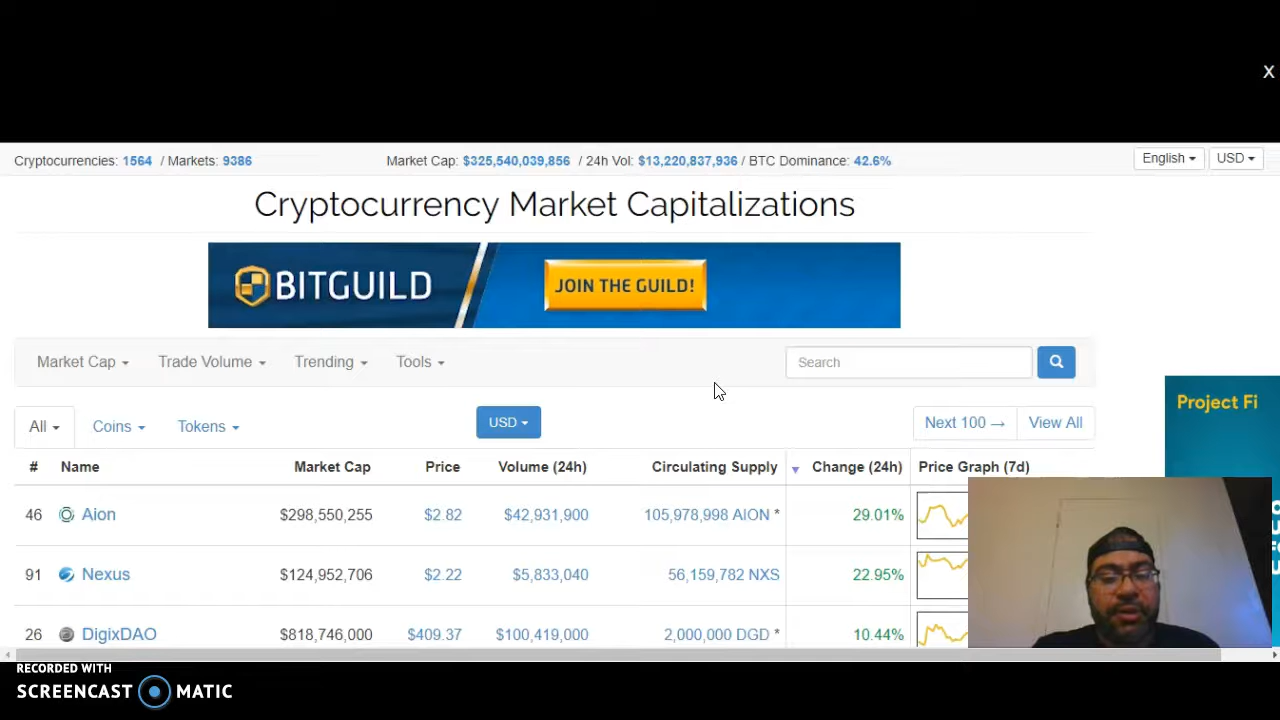 X
Cryptocurrencies: 1564 / Markets: 9386 Market Cap: $325,540,039,856 / 24h Vol: $13,220,837,936 / BTC Dominance: 42.6% English USD
Cryptocurrency Market Capitalizations
BITGUILD JOIN THE GUILD!
Market Cap Trade Volume Trending Tools Search
Project Fi
All Coins Tokens USD Next 100 → View All
# Name Market Cap Price Volume (24h) Circulating Supply Change (24h) Price Graph (7d)
46 Aion $298,550,255 $2.82 $42,931,900 105,978,998 AION * 29.01%
91 Nexus $124,952,706 $2.22 $5,833,040 56,159,782 NXS 22.95%
26 DigixDAO $818,746,000 $409.37 $100,419,000 2,000,000 DGD * 10.44%
RECORDED WITH
SCREENCAST MATIC